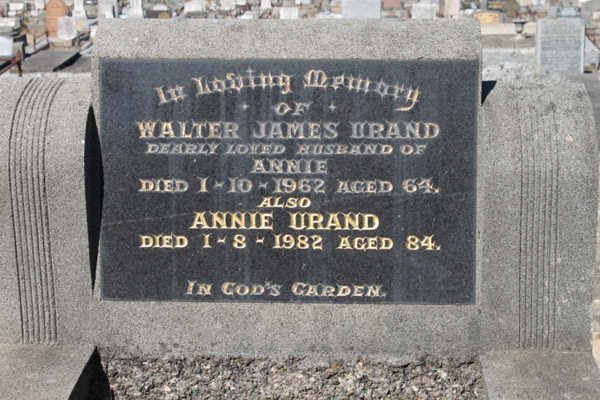 In Loving Memory
OF
WALTER JAMES URAND
DEARLY LOVED HUSBAND OF
ANNIE
DIED 1-10-1962 AGED 64.
ALSO
ANNIE URAND
DIED 1-8-1982 AGED 84.
IN GOD'S GARDEN.